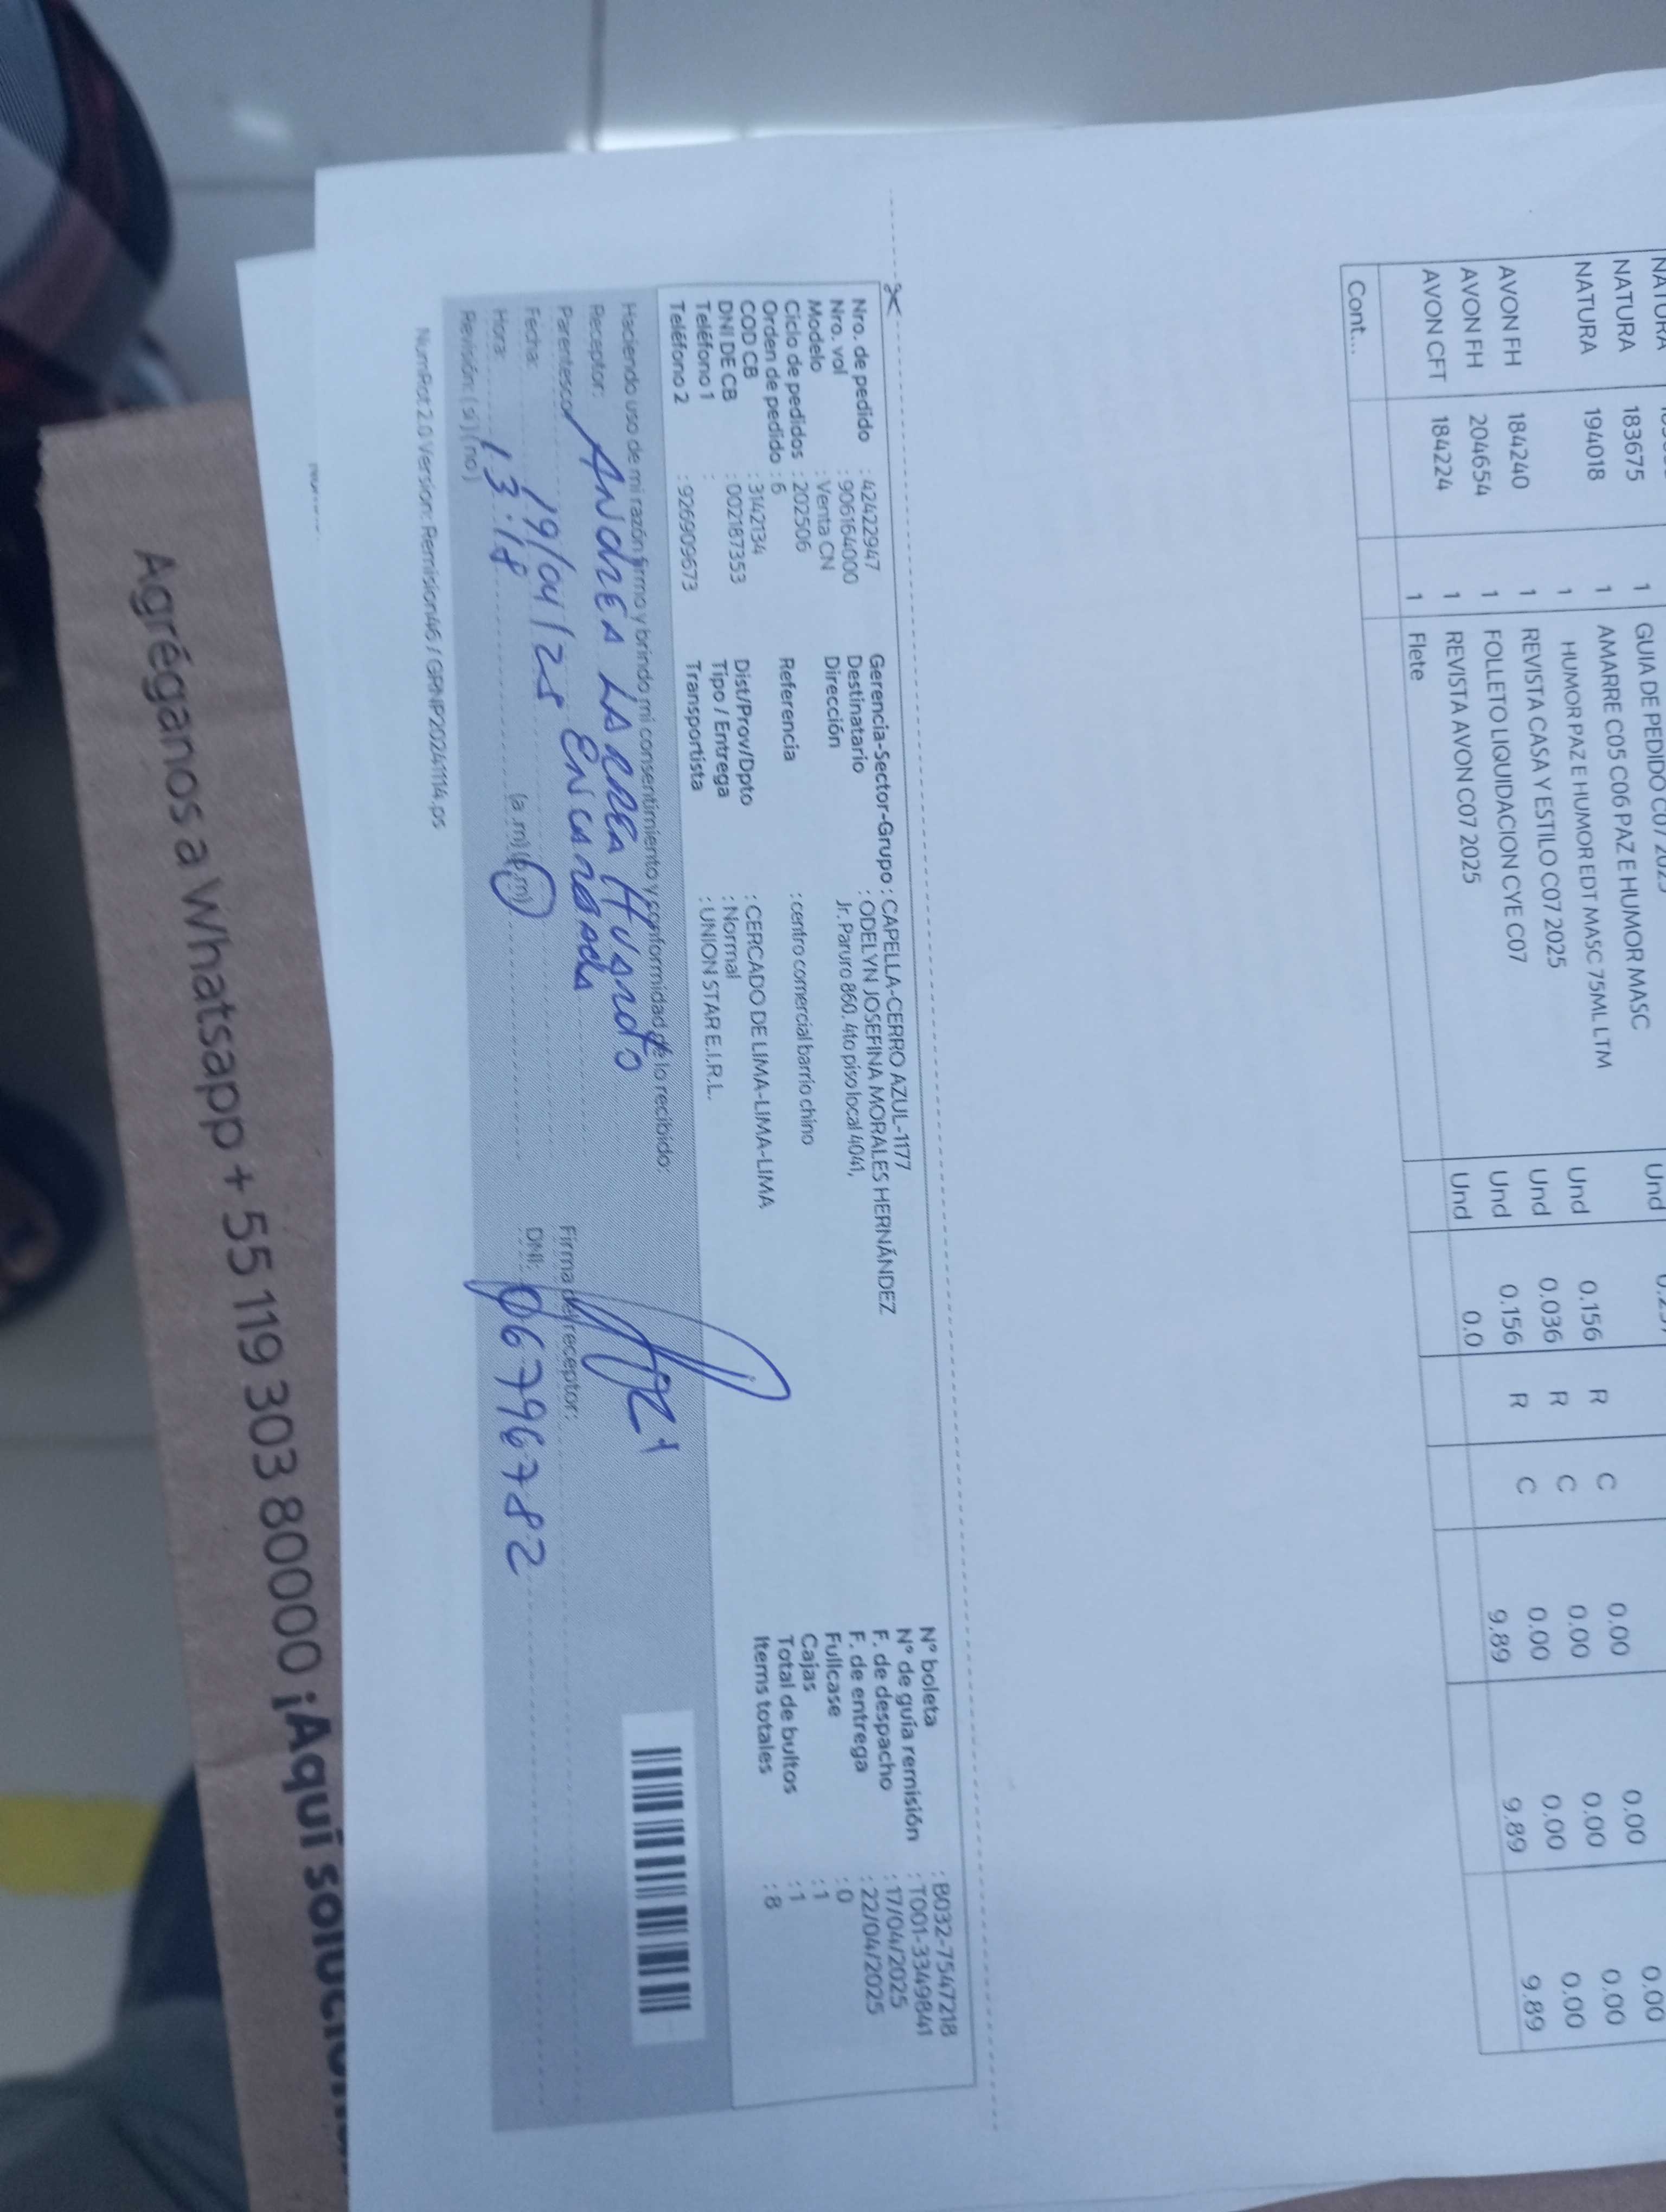 NATURA
NATURA 183675 1 GUIA DE PEDIDO C07 2025 Und
NATURA 194018 1 AMARRE C05 C06 PAZ E HUMOR MASC 0.00 0.00 0.00
1 HUMOR PAZ E HUMOR EDT MASC 75ML LTM Und 0.156 R C 0.00 0.00 0.00
AVON FH 184240 1 REVISTA CASA Y ESTILO C07 2025 Und 0.036 R C 0.00 0.00 0.00
AVON FH 204654 1 FOLLETO LIQUIDACION CYE C07 Und 0.156 R C 9.89 9.89 9.89
AVON CFT 184224 1 REVISTA AVON C07 2025 Und 0.0
1 Flete
Cont...
Nro. de pedido : 42422947
Nro. vol : 906164000
Modelo : Venta CN
Ciclo de pedidos : 202506
Orden de pedido : 6
COD CB : 3142134
DNI DE CB : 002187353
Teléfono 1 :
Teléfono 2 : 926909673
Gerencia-Sector-Grupo : CAPELLA-CERRO AZUL-1177
Destinatario : ODELYN JOSEFINA MORALES HERNÁNDEZ
Dirección Jr. Paruro 860. 4to piso local 4041,
Referencia : centro comercial barrio chino
Dist/Prov/Dpto : CERCADO DE LIMA-LIMA-LIMA
Tipo / Entrega : Normal
Transportista : UNION STAR E.I.R.L.
N° boleta : B032-7547218
N° de guía remisión : T001-3349841
F. de despacho : 17/04/2025
F. de entrega : 22/04/2025
Fullcase : 0
Cajas : 1
Total de bultos : 1
Items totales : 8
Haciendo uso de mi razón firmo y brindo mi consentimiento y conformidad de lo recibido:
Receptor: Andrea Larrea Husndo
Parentesco: Encargada
Fecha: 19/04/25
Hora: 13:18 (a.m) (p.m)
Revisión: ( si ) ( no )
Firma del receptor:
DNI: 067967782
NumRot 2.0 Version: Remision46 / GRNP20241114.ps
Agréganos a Whatsapp + 55 119 303 80000 ¡Aquí